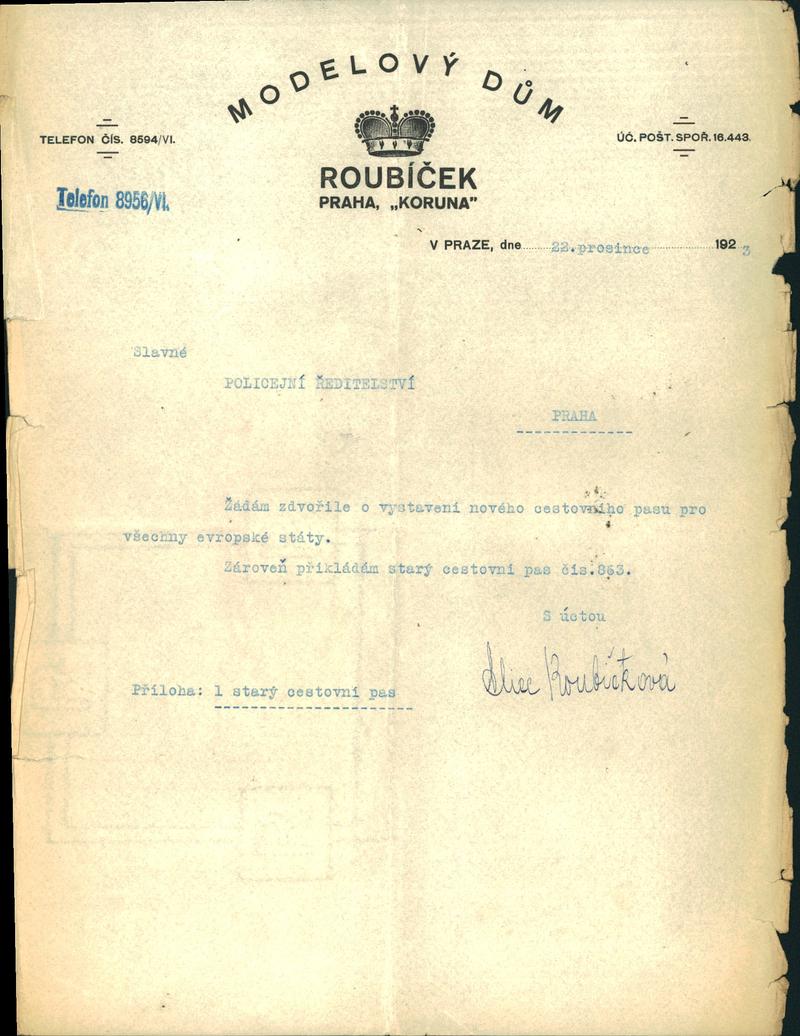 MODELOVÝ DŮM
TELEFON ČÍS. 8594/VI.
ÚČ. POŠT. SPOŘ. 16.443.
ROUBÍČEK
PRAHA, „KORUNA"
Telefon 8956/VI.
V PRAZE, dne 22.prosince 1923
Slavné
POLICEJNÍ ŘEDITELSTVÍ
PRAHA
Žádám zdvořile o vystavení nového cestovního pasu pro
všechny evropské státy.
Zároveň přikládám starý cestovní pas čís.863.
S úctou
Alice Roubíčková
Příloha: 1 starý cestovní pas